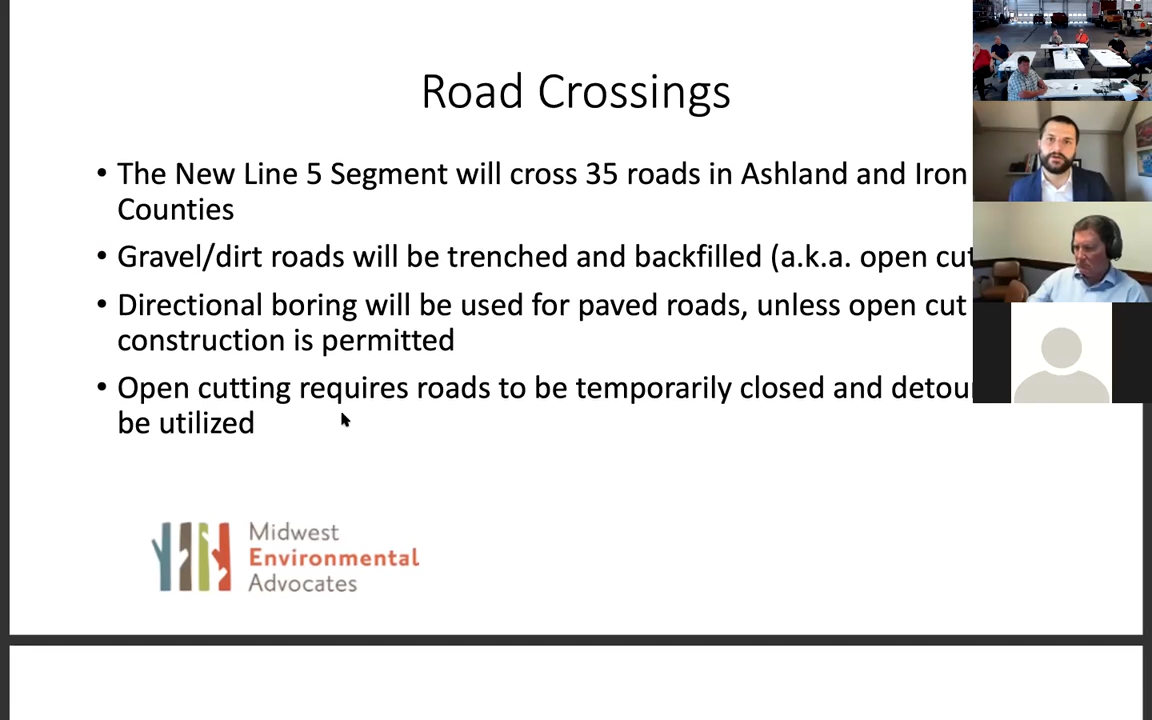 Road Crossings
• The New Line 5 Segment will cross 35 roads in Ashland and Iron
Counties
• Gravel/dirt roads will be trenched and backfilled (a.k.a. open cut
• Directional boring will be used for paved roads, unless open cut
construction is permitted
• Open cutting requires roads to be temporarily closed and
be utilized
Midwest
Environmental
Advocates